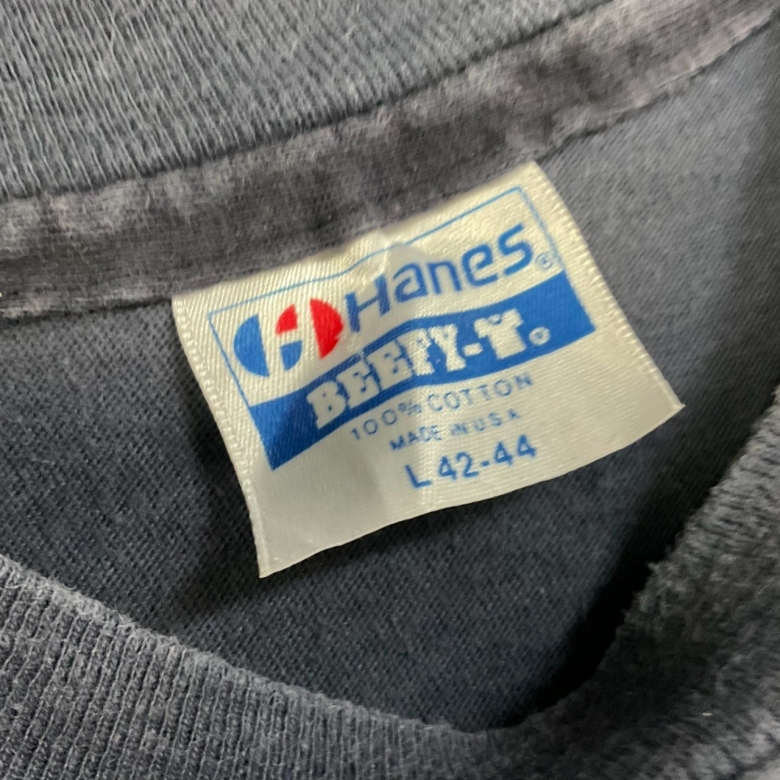 Hanes®
BEEFY-T®
100% COTTON
MADE IN U.S.A
L 42-44